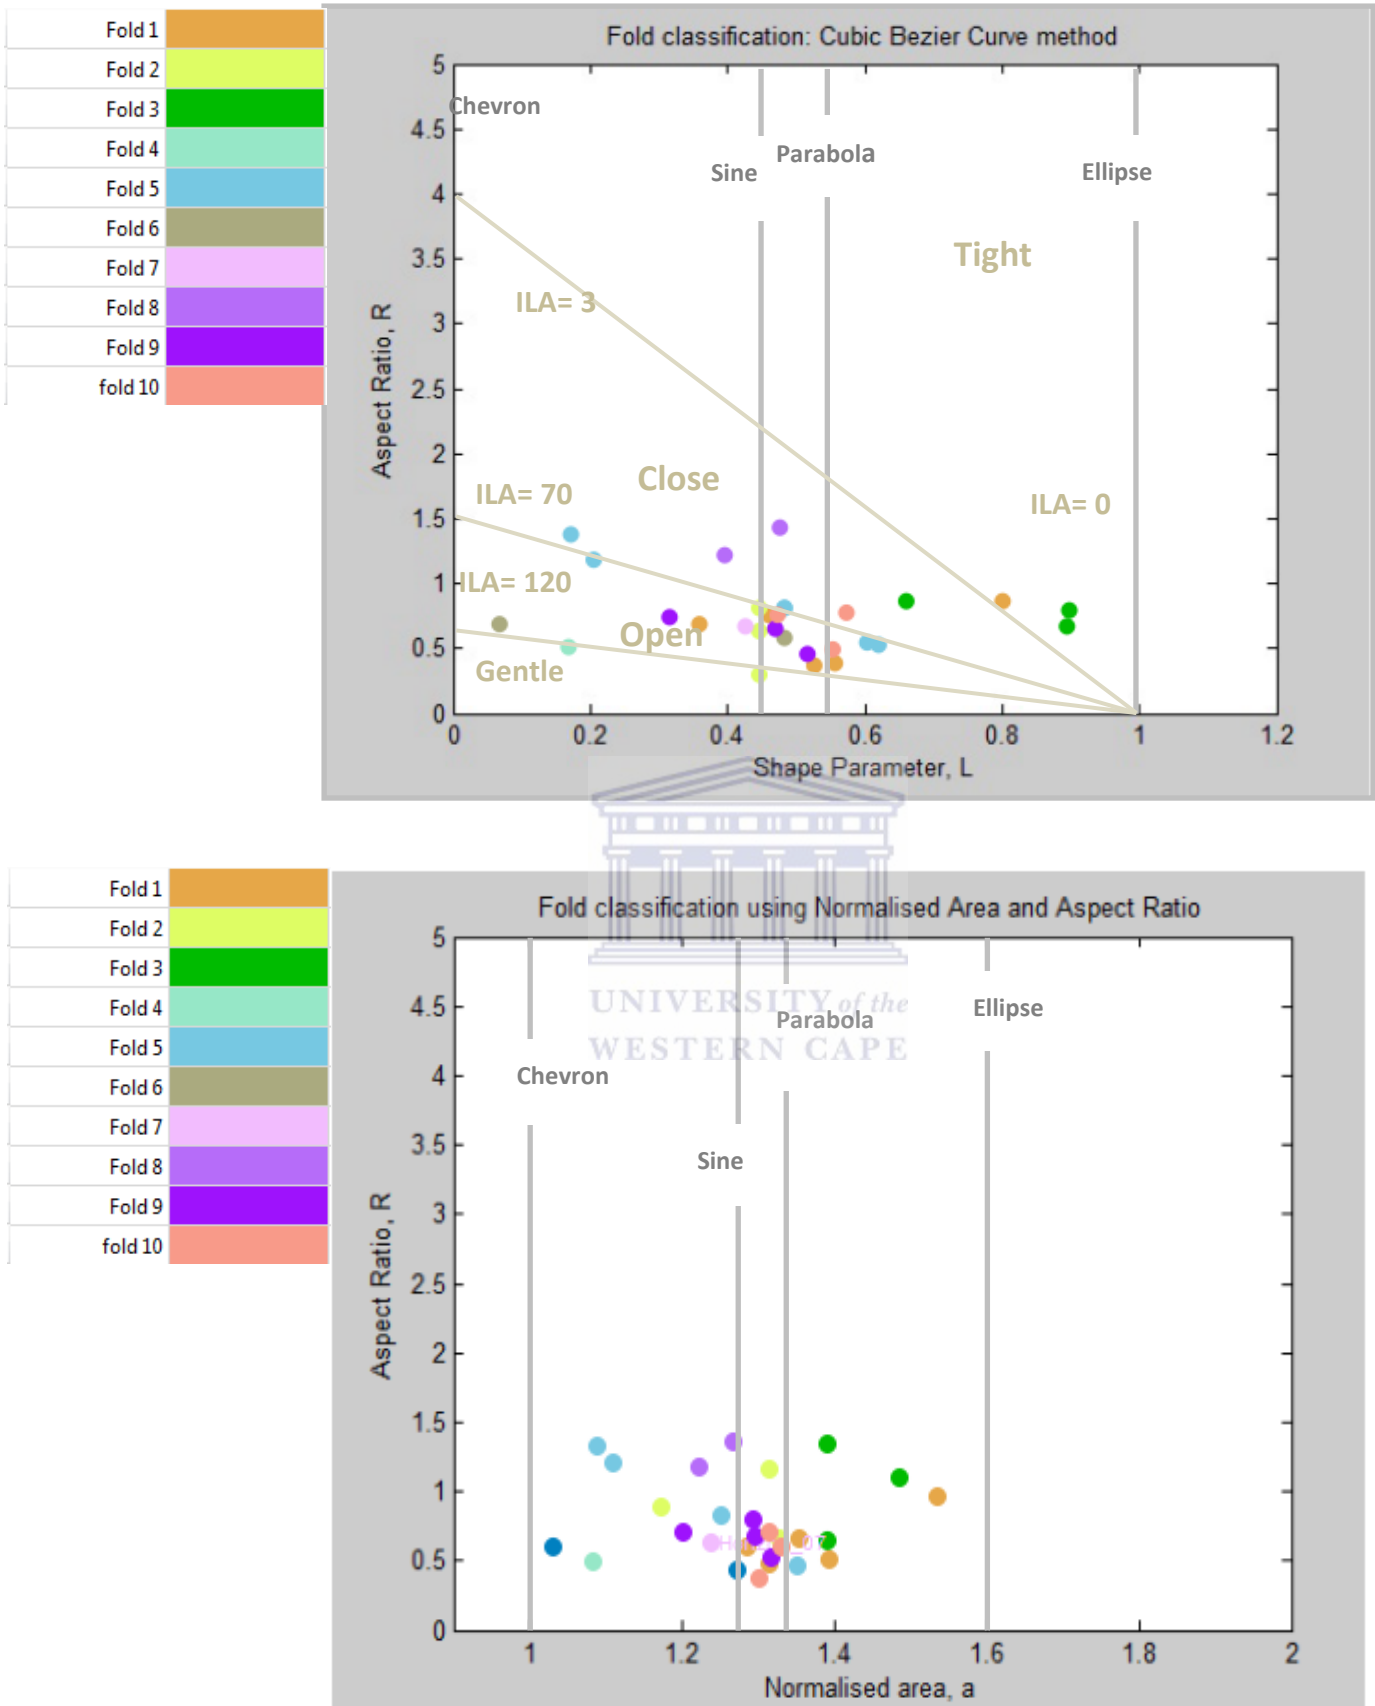 Fold 1
Fold 2
Fold 3
Fold 4
Fold 5
Fold 6
Fold 7
Fold 8
Fold 9
fold 10
Fold classification: Cubic Bezier Curve method
5
4.5
4
3.5
3
2.5
2
1.5
1
0.5
0
Aspect Ratio, R
Chevron
Sine
Parabola
Ellipse
Tight
ILA= 3
Close
ILA= 70
ILA= 0
ILA= 120
Open
Gentle
0 0.2 0.4 0.6 0.8 1 1.2
Shape Parameter, L
Fold 1
Fold 2
Fold 3
Fold 4
Fold 5
Fold 6
Fold 7
Fold 8
Fold 9
fold 10
Fold classification using Normalised Area and Aspect Ratio
5
4.5
4
3.5
3
2.5
2
1.5
1
0.5
0
Aspect Ratio, R
UNIVERSITY of the
WESTERN CAPE
Ellipse
Parabola
Chevron
Sine
1 1.2 1.4 1.6 1.8 2
Normalised area, a